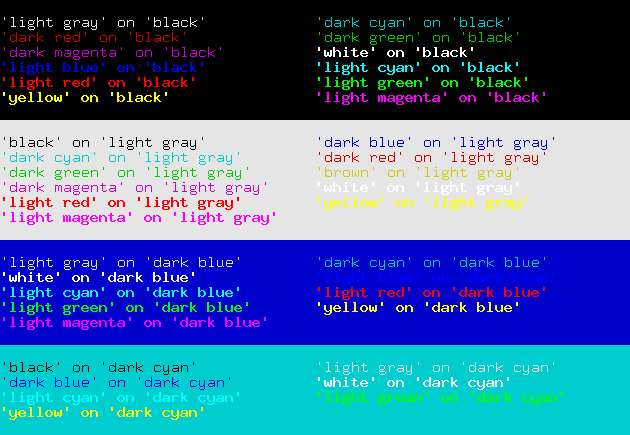 'light gray' on 'black'
'dark red' on 'black'
'dark magenta' on 'black'
'light blue' on 'black'
'light red' on 'black'
'yellow' on 'black'
'dark cyan' on 'black'
'dark green' on 'black'
'white' on 'black'
'light cyan' on 'black'
'light green' on 'black'
'light magenta' on 'black'
'black' on 'light gray'
'dark cyan' on 'light gray'
'dark green' on 'light gray'
'dark magenta' on 'light gray'
'light red' on 'light gray'
'light magenta' on 'light gray'
'dark blue' on 'light gray'
'dark red' on 'light gray'
'brown' on 'light gray'
'white' on 'light gray'
'yellow' on 'light gray'
'light gray' on 'dark blue'
'white' on 'dark blue'
'light cyan' on 'dark blue'
'light green' on 'dark blue'
'light magenta' on 'dark blue'
'dark cyan' on 'dark blue'
'light blue' on 'dark blue'
'light red' on 'dark blue'
'yellow' on 'dark blue'
'black' on 'dark cyan'
'dark blue' on 'dark cyan'
'light cyan' on 'dark cyan'
'yellow' on 'dark cyan'
'light gray' on 'dark cyan'
'white' on 'dark cyan'
'light green' on 'dark cyan'